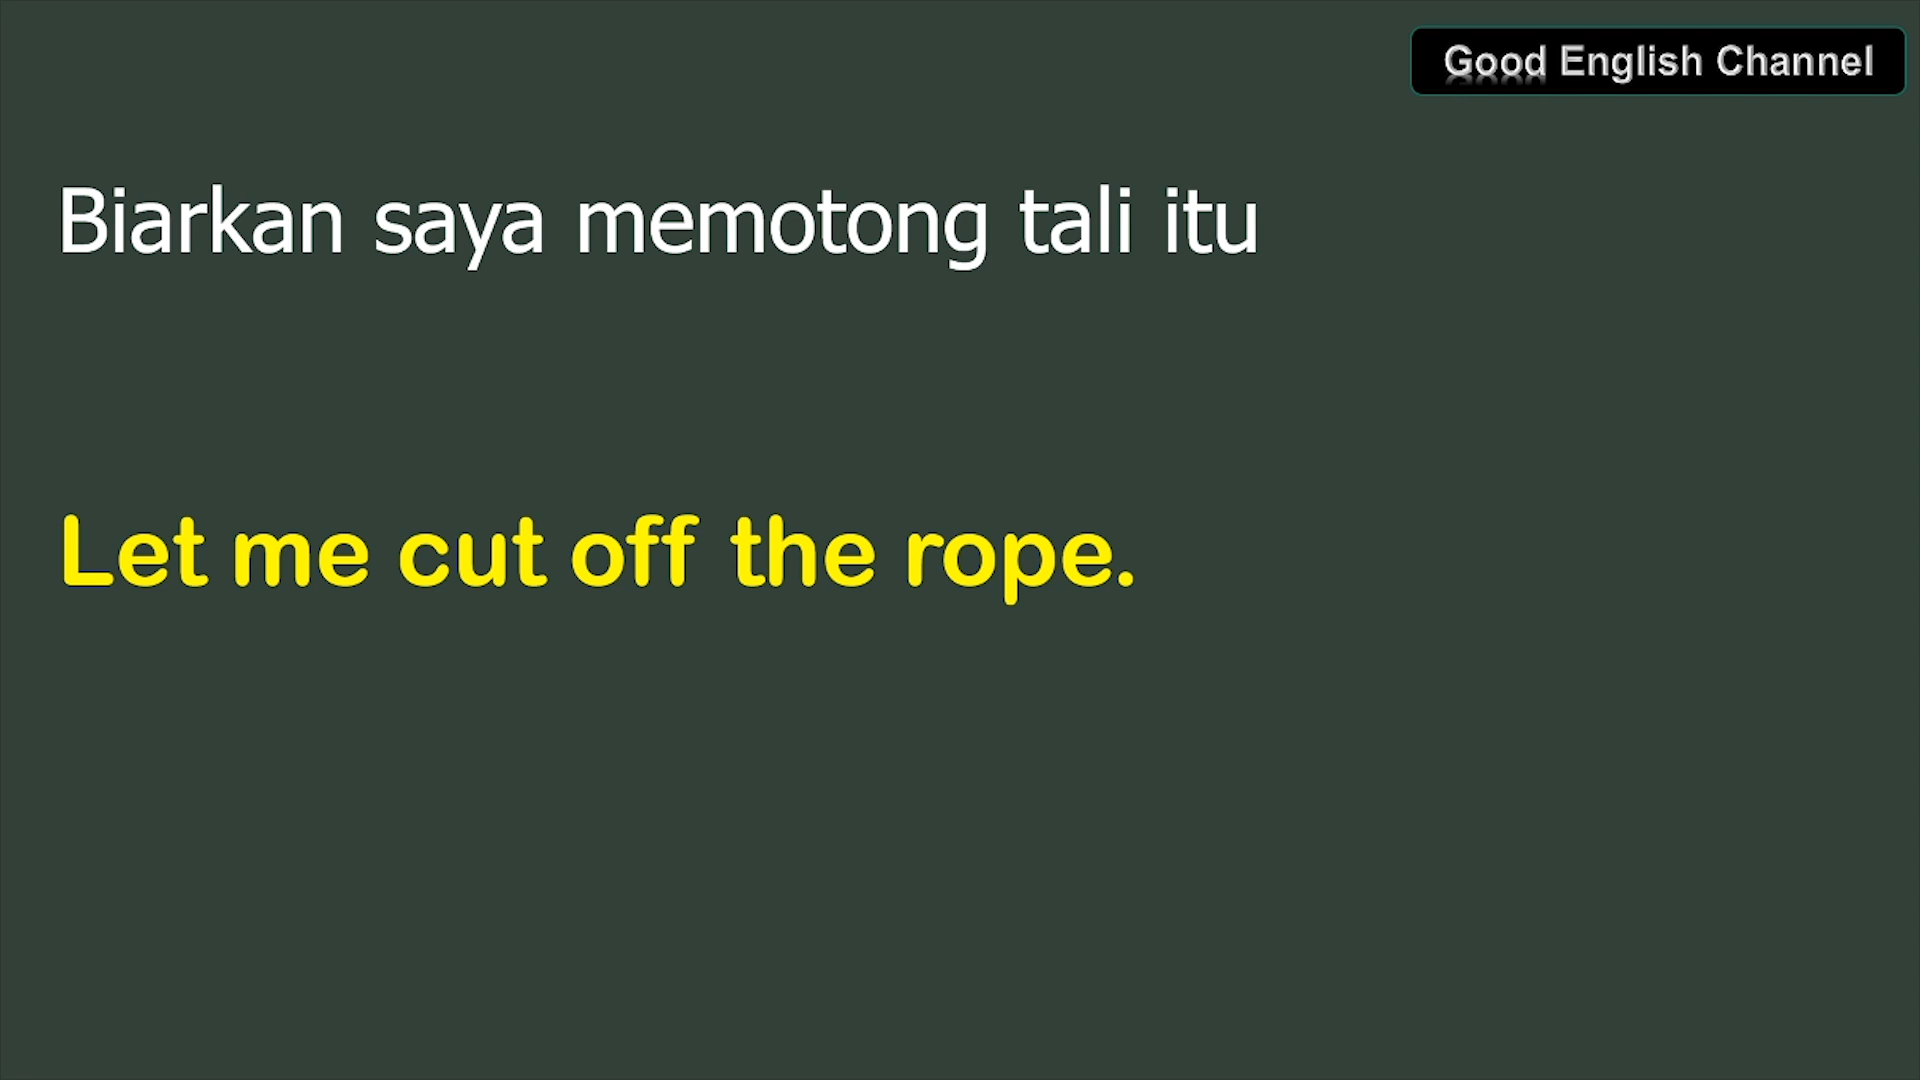 Good English Channel
Biarkan saya memotong tali itu
Let me cut off the rope.